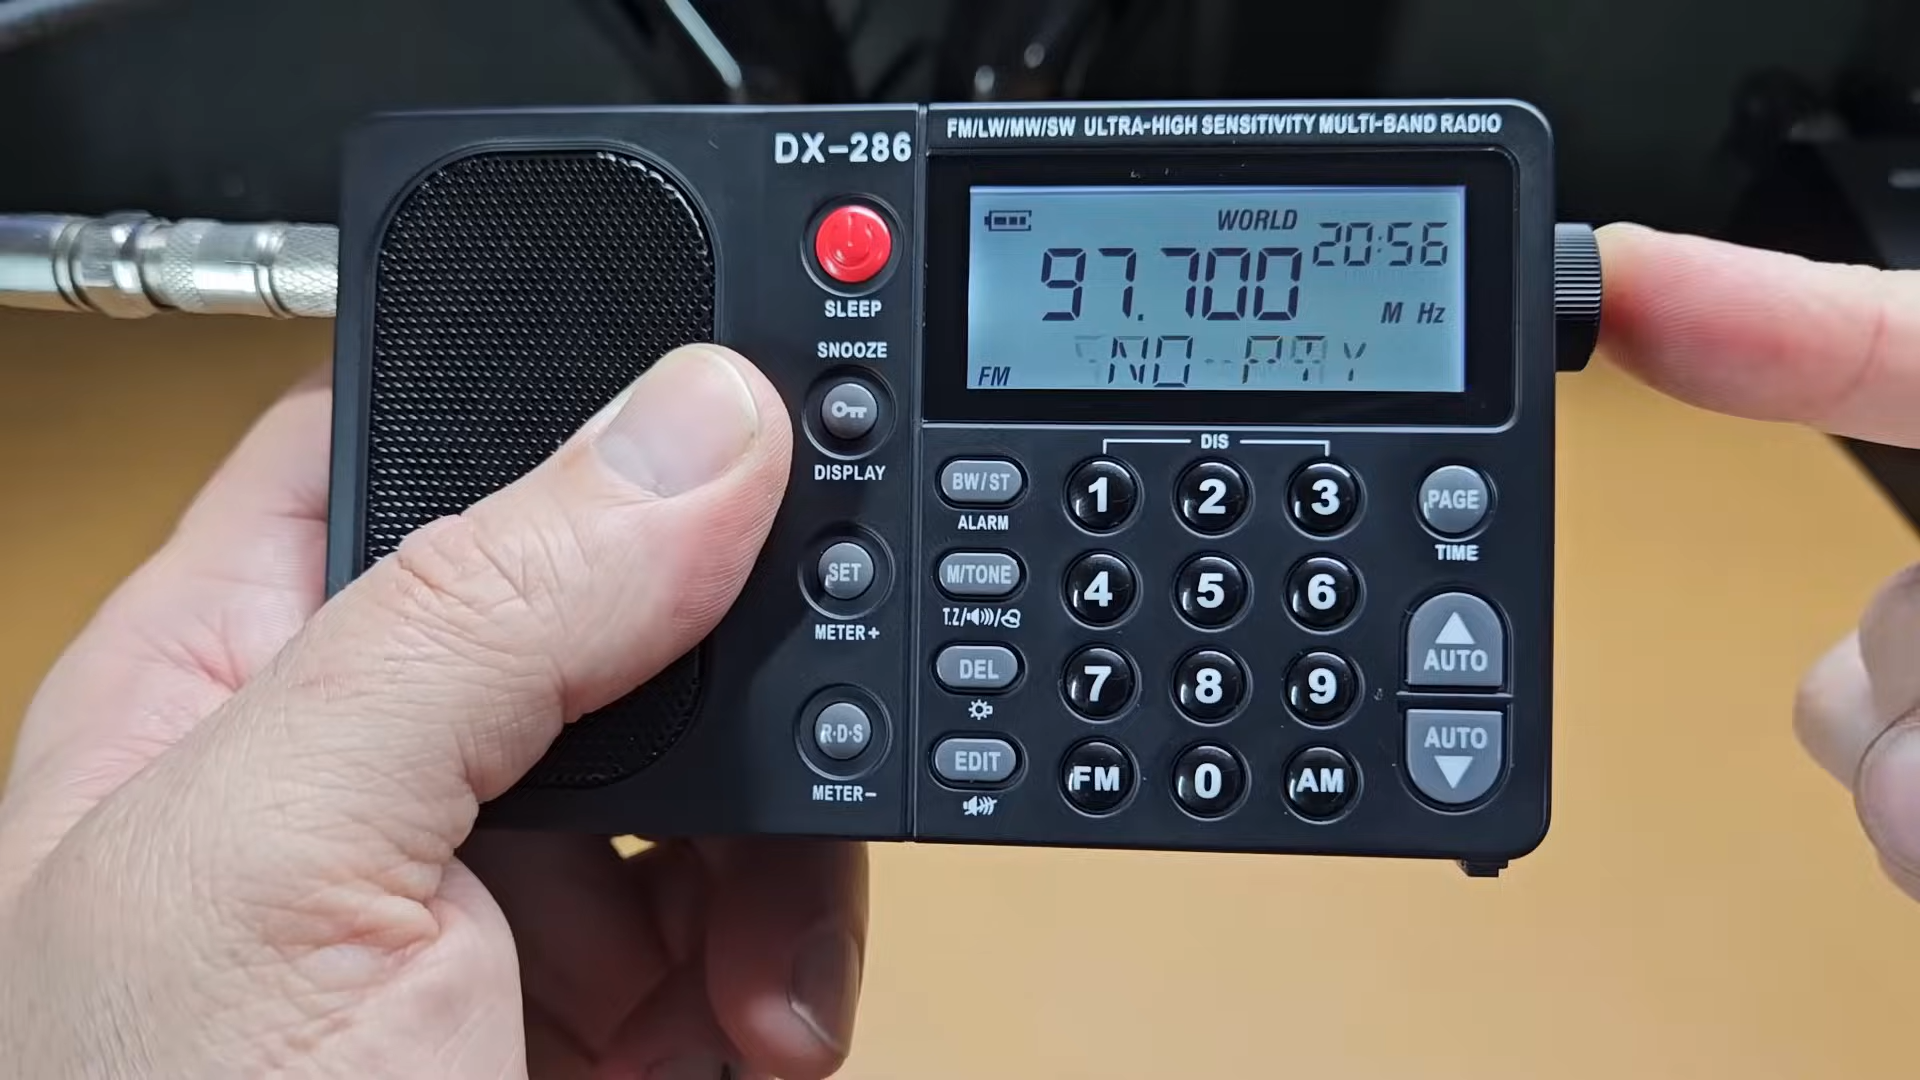 DX-286
FM/LW/MW/SW ULTRA-HIGH SENSITIVITY MULTI-BAND RADIO
WORLD
20:56
97.700
M Hz
FM
NO
SLEEP
SNOOZE
DISPLAY
SET
METER+
R·D·S
METER-
DIS
BW/ST
ALARM
1 2 3
PAGE
TIME
M/TONE
T.Z/
4 5 6
AUTO
DEL
7 8 9
AUTO
EDIT
FM 0 AM